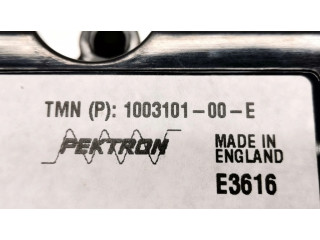 TMN (P): 1003101-00-E
PEKTRON
MADE IN
ENGLAND
E3616